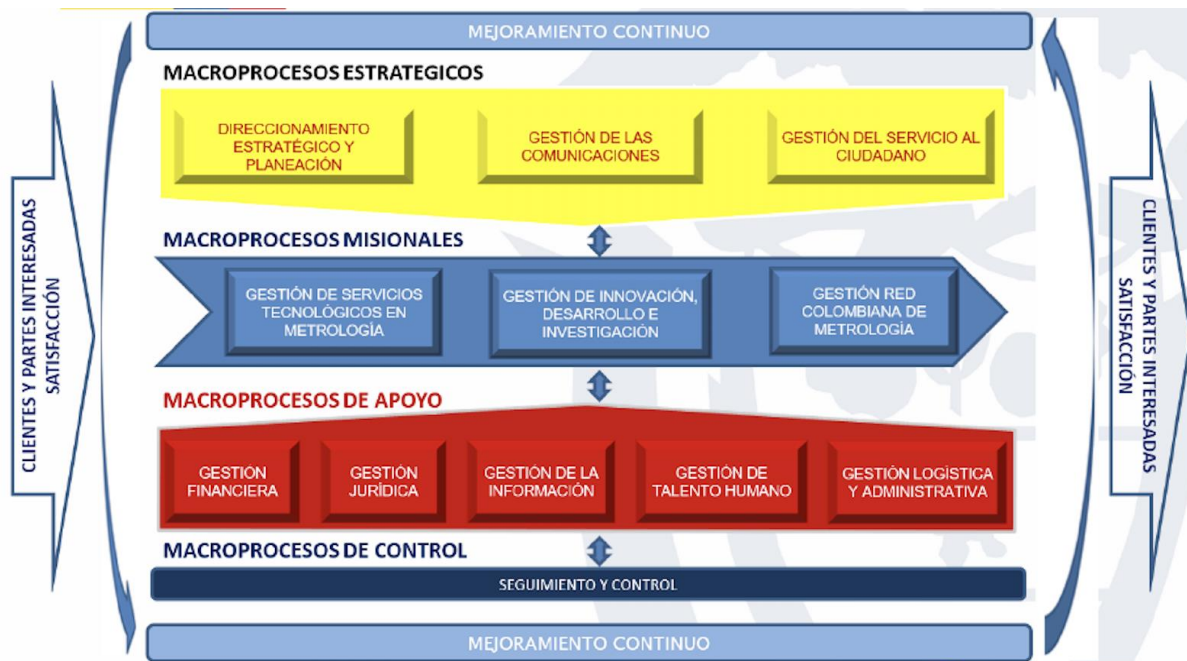 MEJORAMIENTO CONTINUO
MACROPROCESOS ESTRATEGICOS
DIRECCIONAMIENTO
ESTRATÉGICO Y
PLANEACIÓN
GESTIÓN DE LAS
COMUNICACIONES
GESTIÓN DEL SERVICIO AL
CIUDADANO
CLIENTES Y PARTES INTERESADAS
SATISFACCIÓN
MACROPROCESOS MISIONALES
GESTIÓN DE SERVICIOS
TECNOLÓGICOS EN
METROLOGÍA
GESTIÓN DE INNOVACIÓN,
DESARROLLO E
INVESTIGACIÓN
GESTIÓN RED
COLOMBIANA DE
METROLOGÍA
CLIENTES Y PARTES INTERESADAS
SATISFACCIÓN
MACROPROCESOS DE APOYO
GESTIÓN
FINANCIERA
GESTIÓN
JURÍDICA
GESTIÓN DE LA
INFORMACIÓN
GESTIÓN DE
TALENTO HUMANO
GESTIÓN LOGÍSTICA
Y ADMINISTRATIVA
MACROPROCESOS DE CONTROL
SEGUIMIENTO Y CONTROL
MEJORAMIENTO CONTINUO